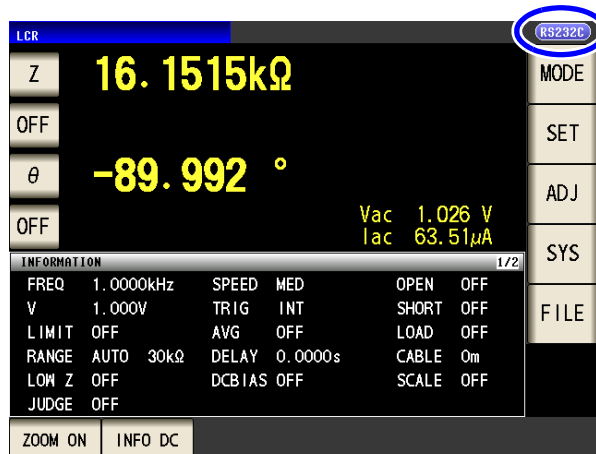 LCR RS232C
Z 16.1515kΩ MODE
OFF SET
θ -89.992 ° ADJ
OFF Vac 1.026 V
Iac 63.51μA SYS
INFORMATION 1/2
FREQ 1.0000kHz SPEED MED OPEN OFF
V 1.000V TRIG INT SHORT OFF FILE
LIMIT OFF AVG OFF LOAD OFF
RANGE AUTO 30kΩ DELAY 0.0000s CABLE 0m
LOW Z OFF DCBIAS OFF SCALE OFF
JUDGE OFF
ZOOM ON INFO DC